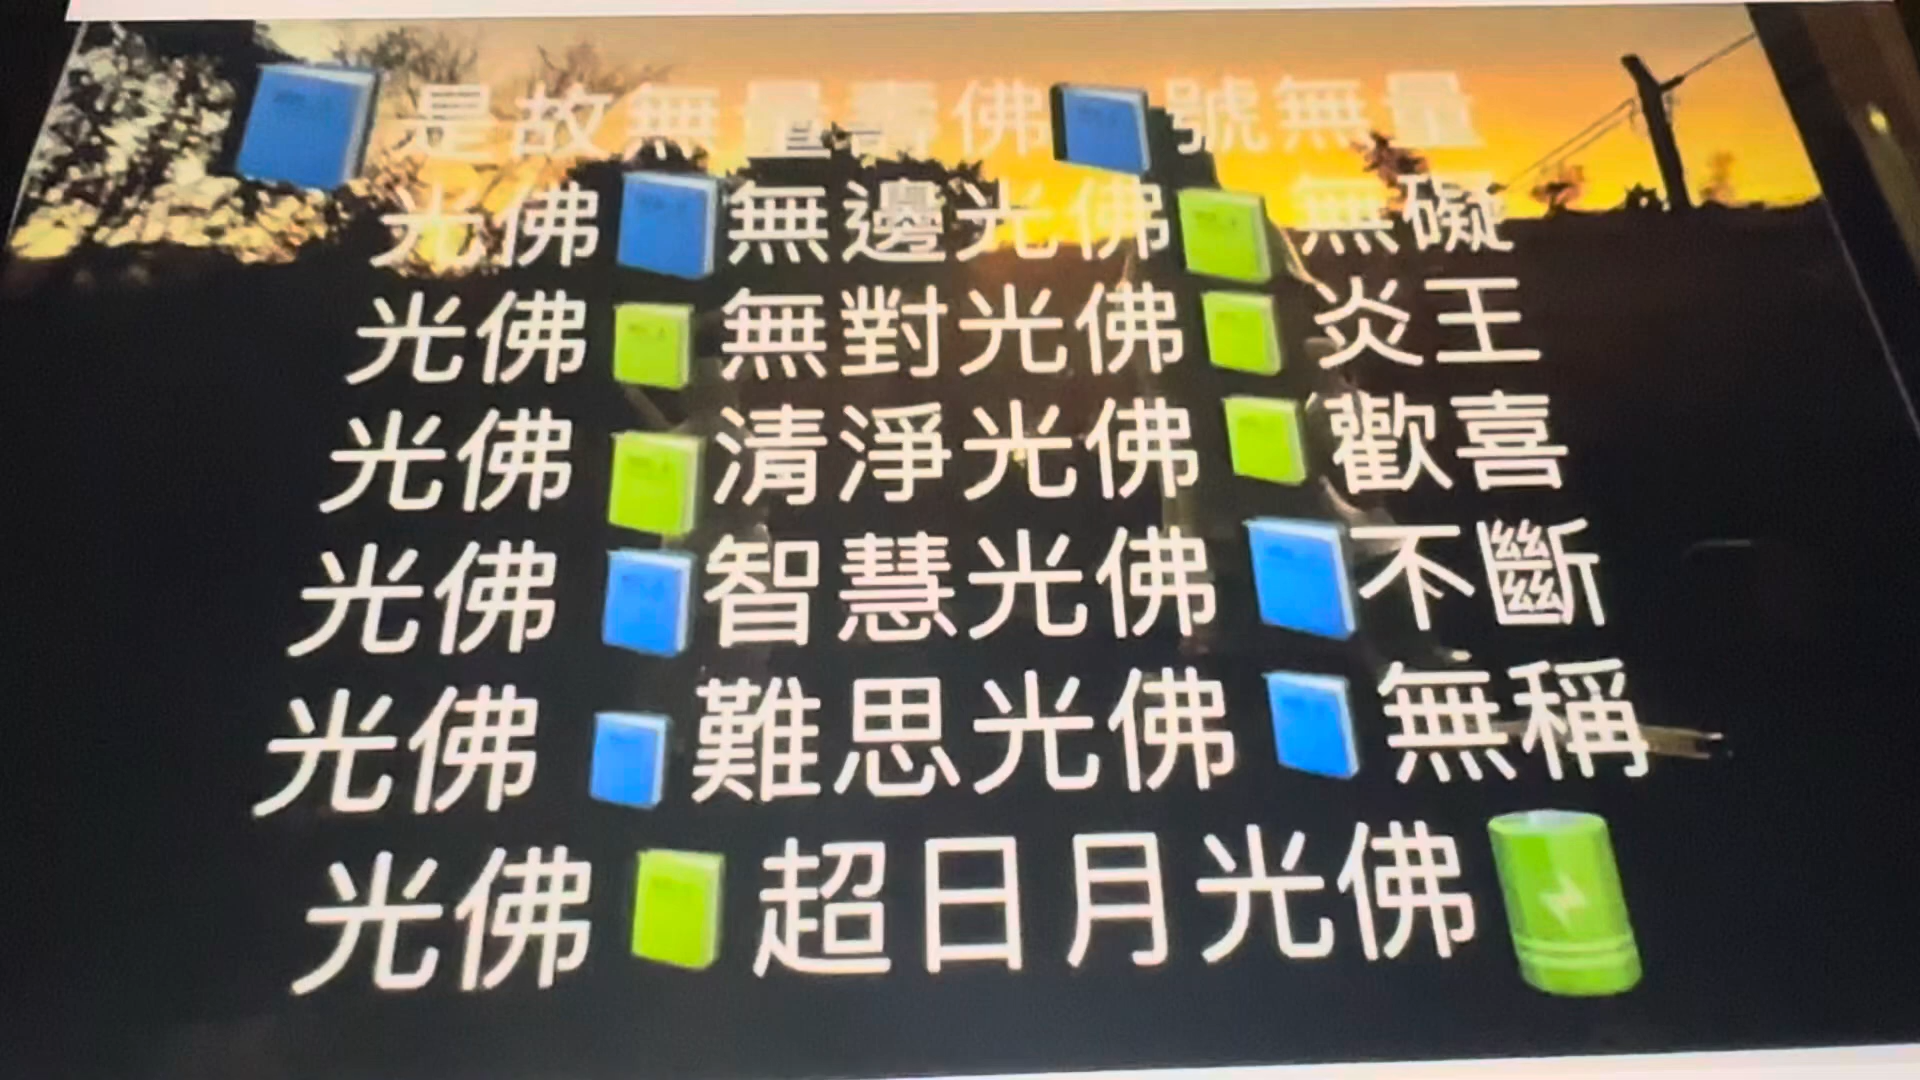 📘是故無量壽佛📘號無量
光佛📘無邊光佛📗無礙
光佛📗無對光佛📗炎王
光佛📗清淨光佛📗歡喜
光佛📘智慧光佛📘不斷
光佛📘難思光佛📘無稱
光佛📗超日月光佛🔋